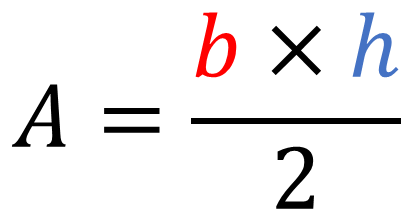 A = b × h / 2